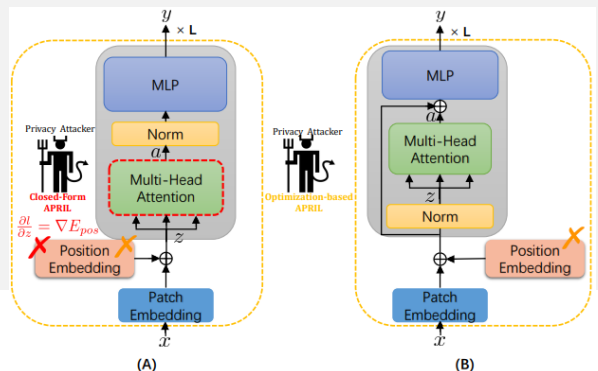 y
× L
MLP
Norm
a
Multi-Head
Attention
z
Position
Embedding
Patch
Embedding
x
(A)
Privacy Attacker
Closed-Form
APRIL
∂l/∂z = ∇E_pos
Privacy Attacker
Optimization-based
APRIL
y
× L
MLP
a
Multi-Head
Attention
z
Norm
Position
Embedding
Patch
Embedding
x
(B)